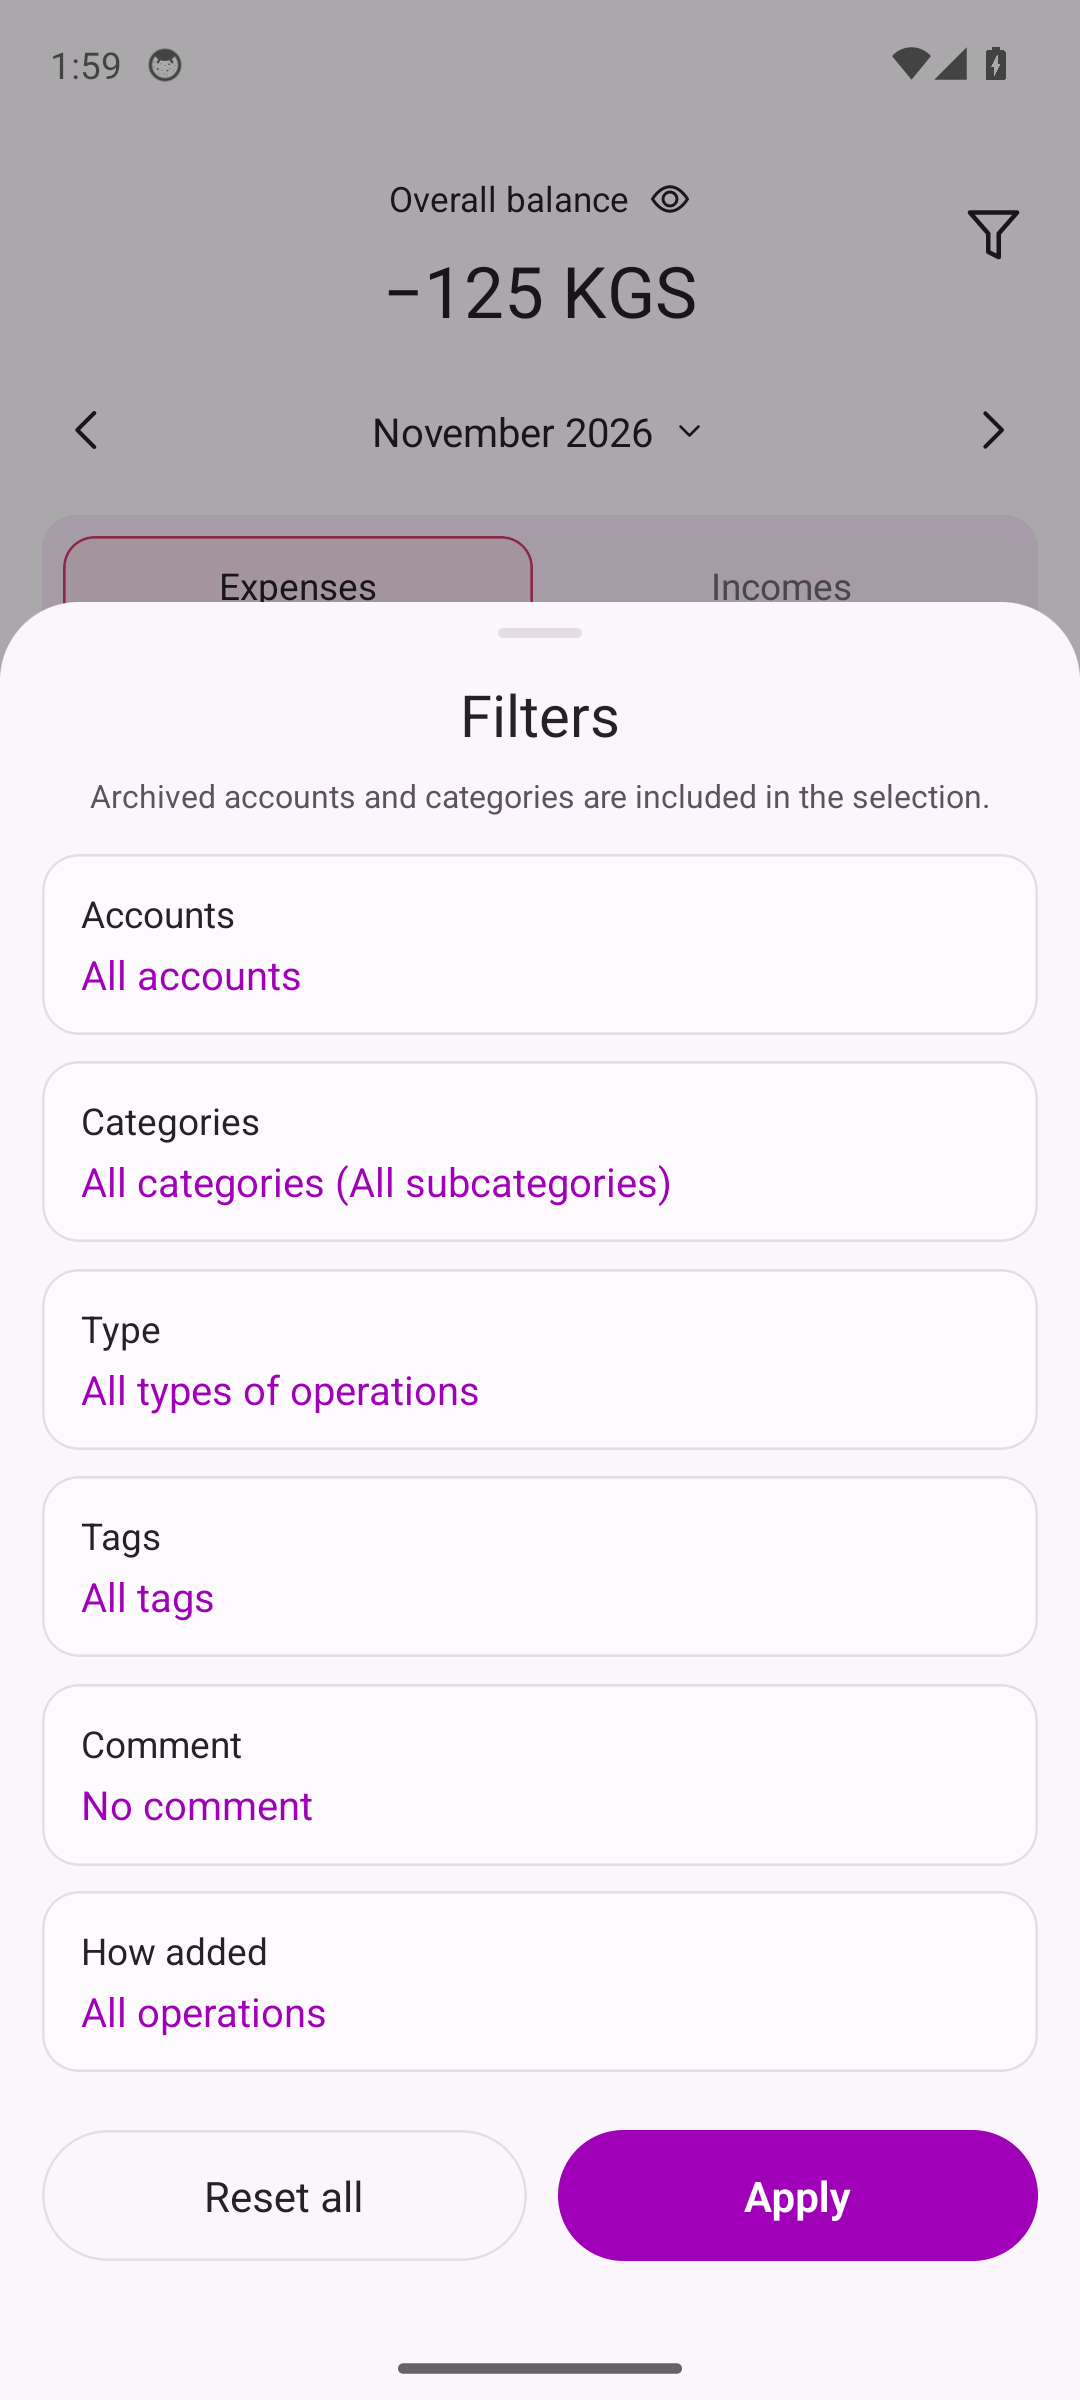 1:59
Overall balance
−125 KGS
November 2026
Expenses
Incomes
Filters
Archived accounts and categories are included in the selection.
Accounts
All accounts
Categories
All categories (All subcategories)
Type
All types of operations
Tags
All tags
Comment
No comment
How added
All operations
Reset all
Apply